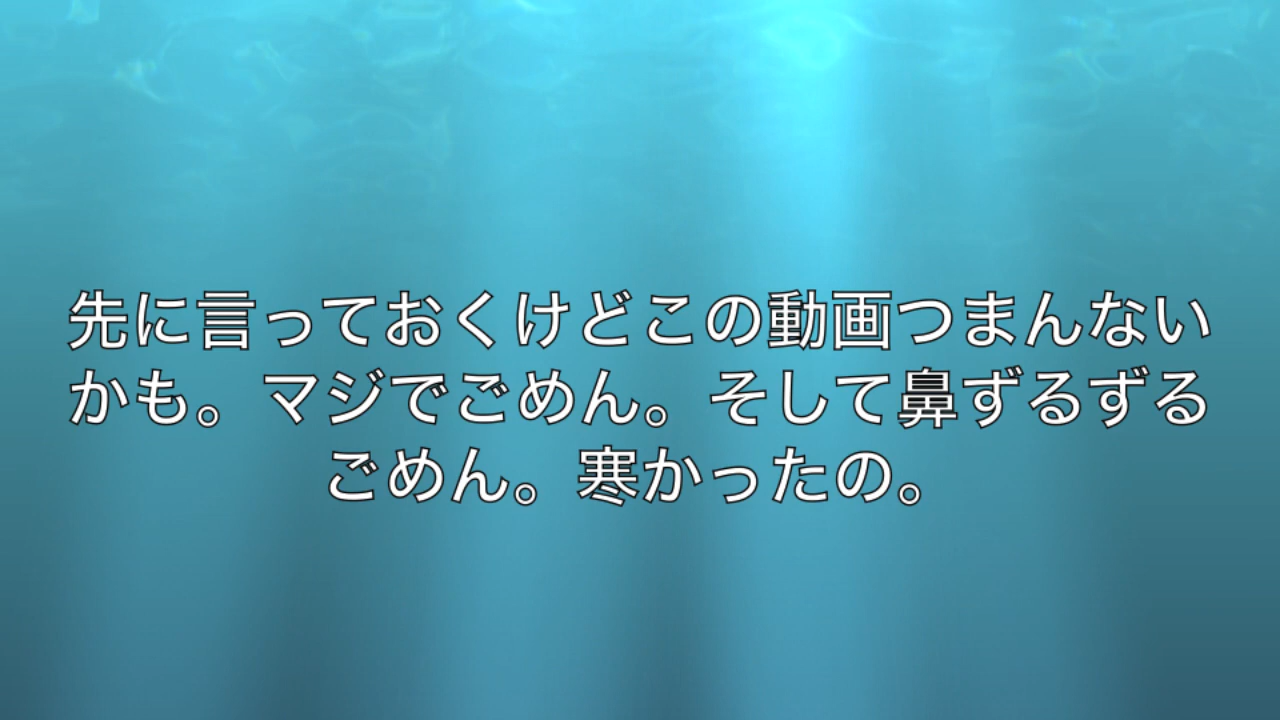 先に言っておくけどこの動画つまんない
かも。マジでごめん。そして鼻ずるずる
ごめん。寒かったの。